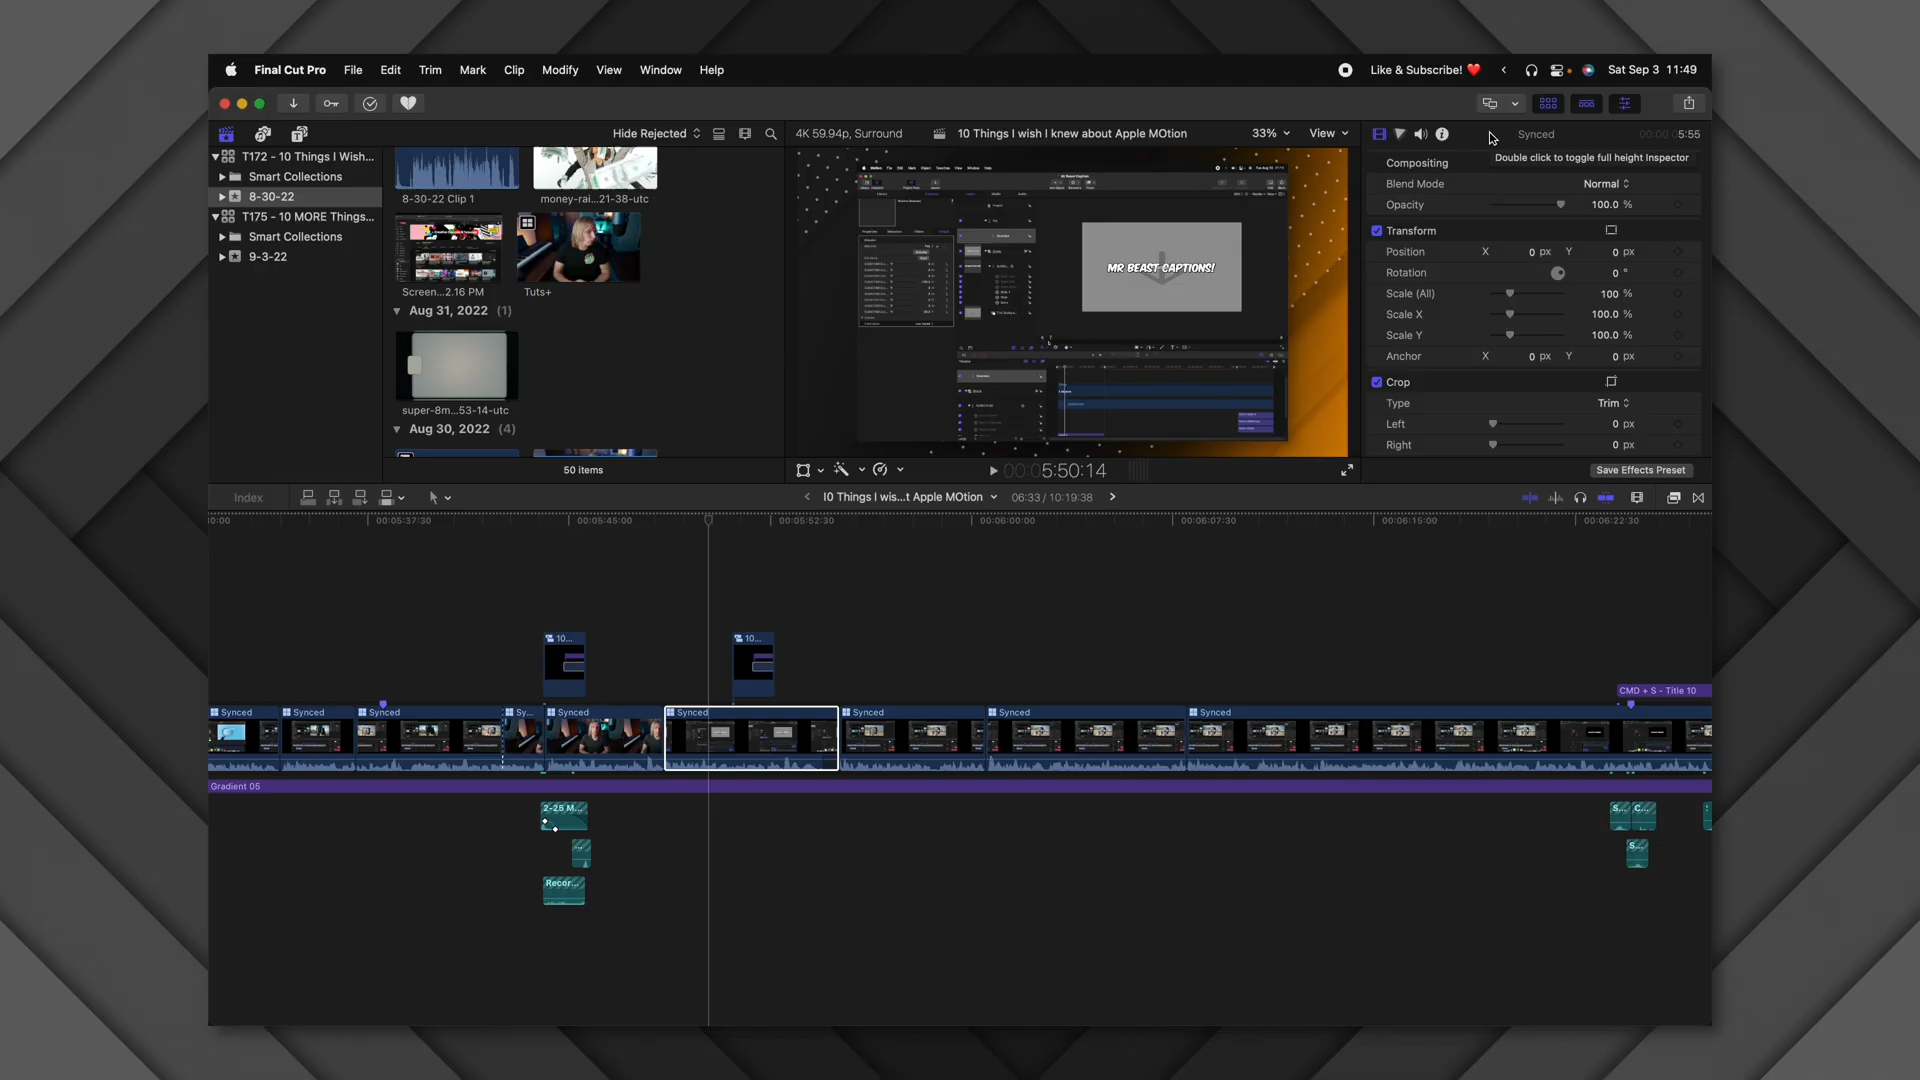 Final Cut Pro File Edit Trim Mark Clip Modify View Window Help Like & Subscribe! ❤️ Sat Sep 3 11:49
Hide Rejected 4K 59.94p, Surround 10 Things I wish I knew about Apple MOtion 33% View Synced 00:00:05:55
Double click to toggle full height Inspector
T172 - 10 Things I Wish...
Smart Collections
8-30-22
T175 - 10 MORE Things...
Smart Collections
9-3-22
8-30-22 Clip 1 money-rai...21-38-utc
Screen...2.16 PM Tuts+
Aug 31, 2022 (1)
super-8m...53-14-utc
Aug 30, 2022 (4)
50 items
MR BEAST CAPTIONS!
00:00:5:50:14
Compositing
Blend Mode Normal
Opacity 100.0 %
Transform
Position X 0 px Y 0 px
Rotation 0 °
Scale (All) 100 %
Scale X 100.0 %
Scale Y 100.0 %
Anchor X 0 px Y 0 px
Crop
Type Trim
Left 0 px
Right 0 px
Save Effects Preset
Index 10 Things I wis...t Apple MOtion 06:33 / 10:19:38
:0:00 00:05:37:30 00:05:45:00 00:05:52:30 00:06:00:00 00:06:07:30 00:06:15:00 00:06:22:30
10... 10...
CMD + S - Title 10
Synced Synced Synced Sy... Synced Synced Synced Synced Synced
Gradient 05
2-25 M... S... C...
... S...
Recor...